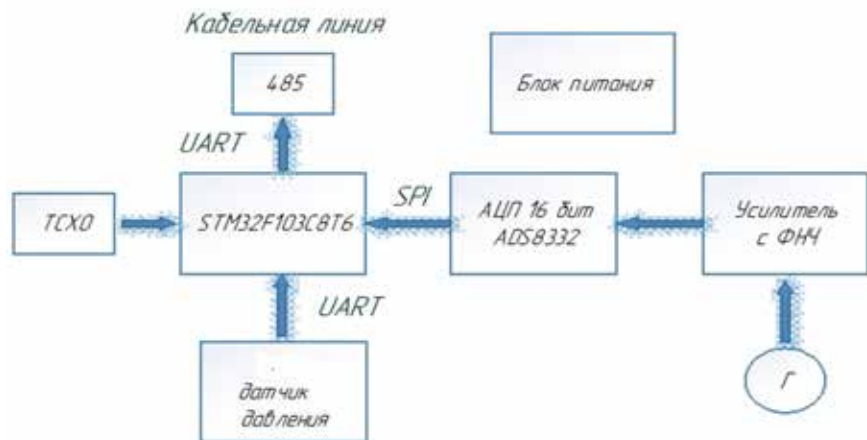 Кабельная линия
485
Блок питания
UART
SPI
TCXO
STM32F103C8T6
АЦП 16 бит
ADS8332
Усилитель
с ФНЧ
UART
датчик
давления
Г